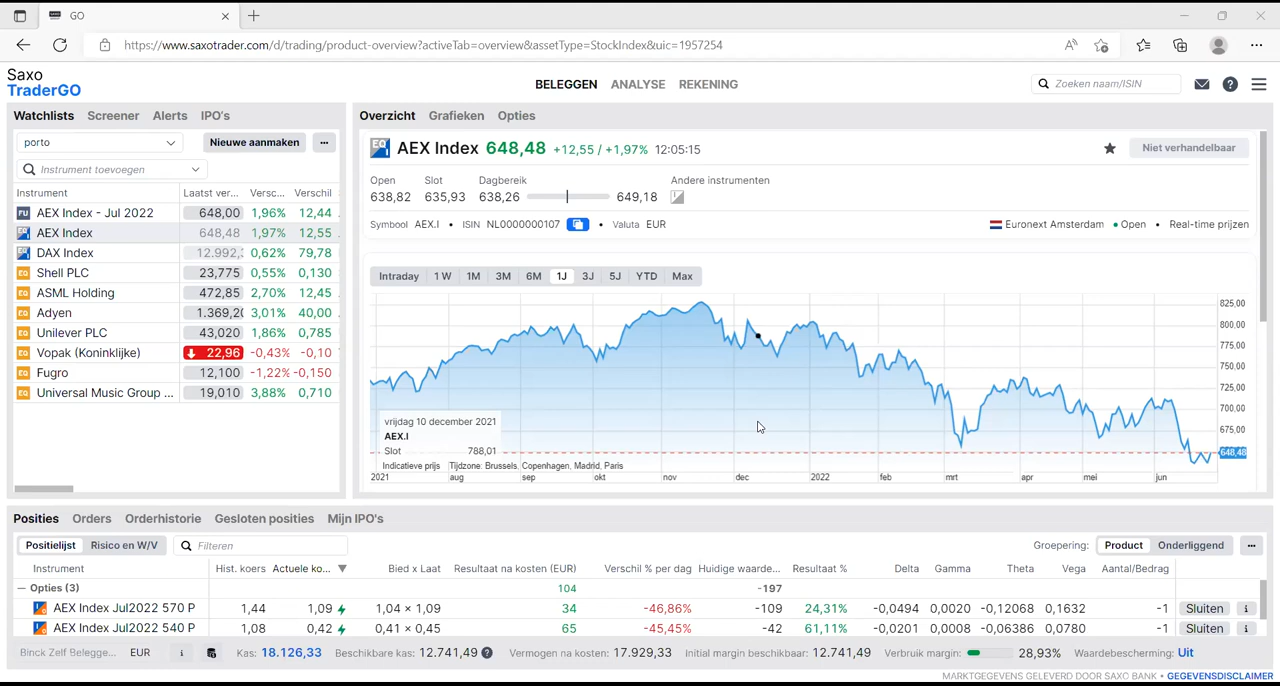 GO
https://www.saxotrader.com/d/trading/product-overview?activeTab=overview&assetType=StockIndex&uic=1957254
Saxo
TraderGO
BELEGGEN ANALYSE REKENING
Zoeken naam/ISIN
Watchlists Screener Alerts IPO's
porto
Nieuwe aanmaken
Instrument toevoegen
Instrument Laatst ver... Versc... Verschil
AEX Index - Jul 2022 648,00 1,96% 12,44
AEX Index 648,48 1,97% 12,55
DAX Index 12.992, 0,62% 79,78
Shell PLC 23,775 0,55% 0,130
ASML Holding 472,85 2,70% 12,45
Adyen 1.369,20 3,01% 40,00
Unilever PLC 43,020 1,86% 0,785
Vopak (Koninklijke) 22,96 -0,43% -0,10
Fugro 12,100 -1,22% -0,150
Universal Music Group ... 19,010 3,88% 0,710
Overzicht Grafieken Opties
AEX Index 648,48 +12,55 / +1,97% 12:05:15
Niet verhandelbaar
Open Slot Dagbereik Andere instrumenten
638,82 635,93 638,26 649,18
Symbol AEX.I • ISIN NL0000000107 • Valuta EUR
Euronext Amsterdam • Open • Real-time prijzen
Intraday 1 W 1M 3M 6M 1J 3J 5J YTD Max
825,00
800,00
775,00
750,00
725,00
700,00
675,00
648,48
vrijdag 10 december 2021
AEX.I
Slot 788,01
Indicatieve prijs Tijdzone: Brussels, Copenhagen, Madrid, Paris
2021 aug sep okt nov dec 2022 feb mrt apr mei jun
Posities Orders Orderhistorie Gesloten posities Mijn IPO's
Positielijst Risico en W/V
Filteren
Groepering: Product Onderliggend
Instrument Hist. koers Actuele ko... Bied x Laat Resultaat na kosten (EUR) Verschil % per dag Huidige waarde... Resultaat % Delta Gamma Theta Vega Aantal/Bedrag
Opties (3) 104 -197
AEX Index Jul2022 570 P 1,44 1,09 1,04 × 1,09 34 -46,86% -109 24,31% -0,0494 0,0020 -0,12068 0,1632 -1 Sluiten i
AEX Index Jul2022 540 P 1,08 0,42 0,41 × 0,45 65 -45,45% -42 61,11% -0,0201 0,0008 -0,06386 0,0780 -1 Sluiten i
Binck Zelf Belegge... EUR i Kas: 18.126,33 Beschikbare kas: 12.741,49 Vermogen na kosten: 17.929,33 Initial margin beschikbaar: 12.741,49 Verbruik margin: 28,93% Waardebescherming: Uit
MARKTGEGEVENS GELEVERD DOOR SAXO BANK • GEGEVENSDISCLAIMER